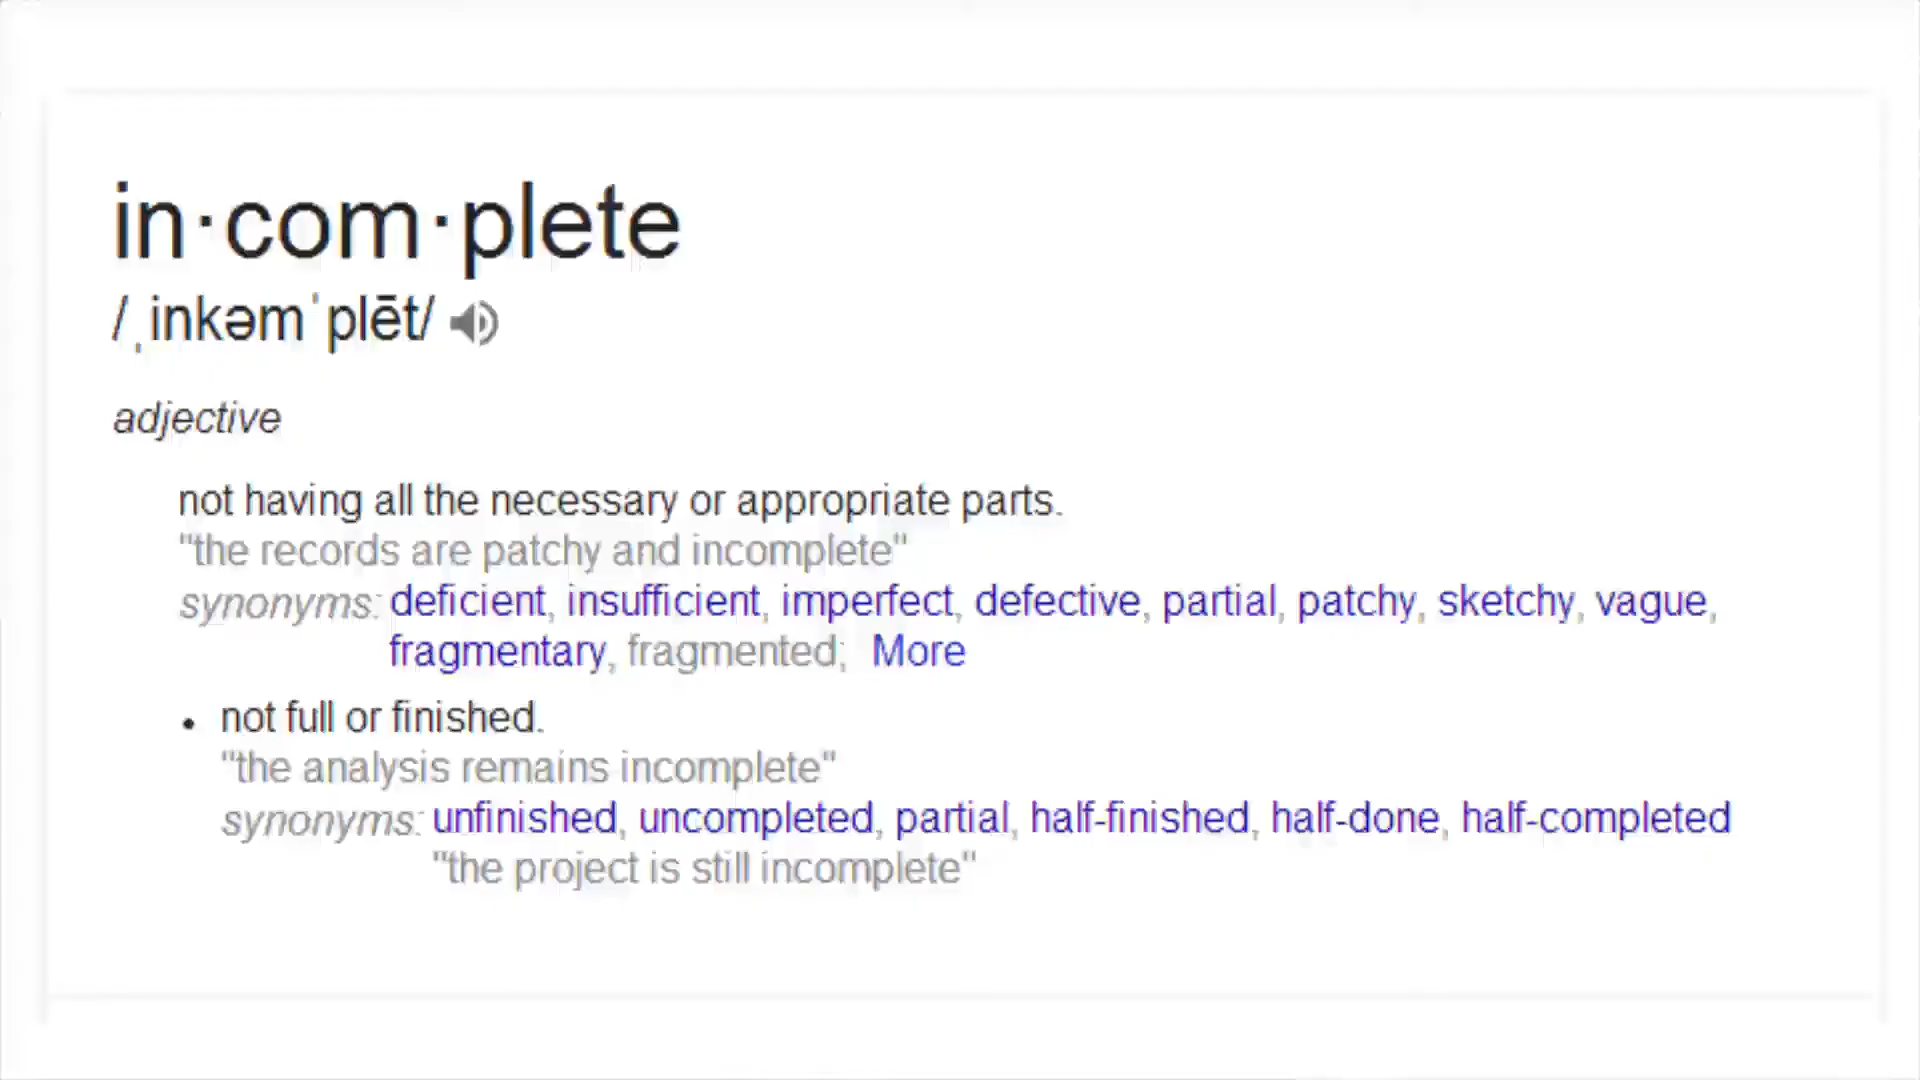 in·com·plete
/ˌinkəmˈplēt/
adjective
not having all the necessary or appropriate parts.
"the records are patchy and incomplete"
synonyms: deficient, insufficient, imperfect, defective, partial, patchy, sketchy, vague,
fragmentary, fragmented; More
• not full or finished.
"the analysis remains incomplete"
synonyms: unfinished, uncompleted, partial, half-finished, half-done, half-completed
"the project is still incomplete"